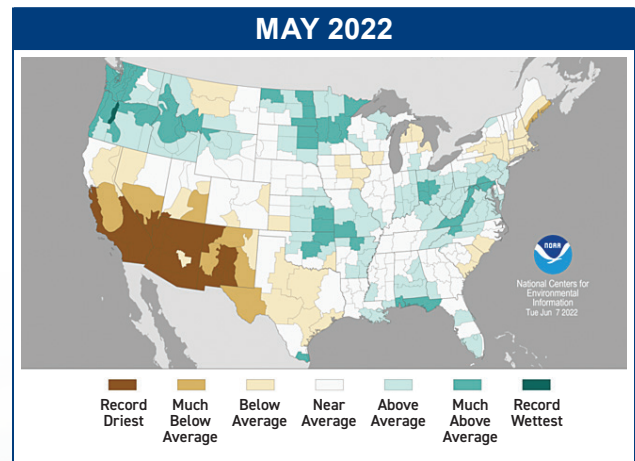 MAY 2022
NOAA
National Centers for
Environmental
Information
Tue Jun 7 2022
Record
Driest
Much
Below
Average
Below
Average
Near
Average
Above
Average
Much
Above
Average
Record
Wettest